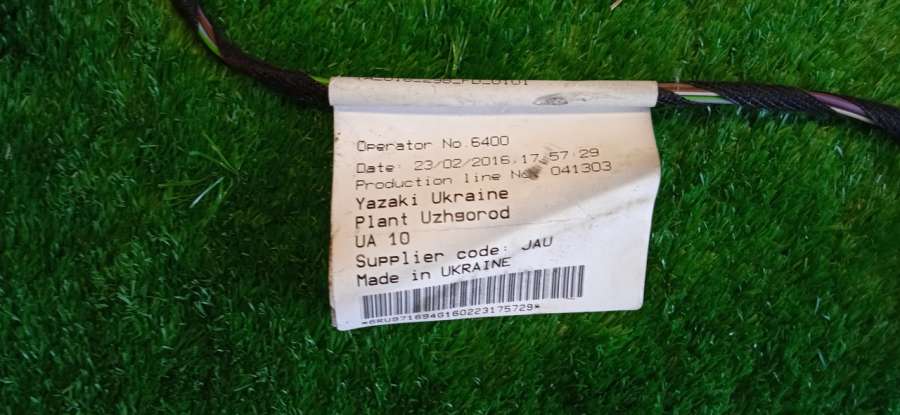 Operator No.6400
Date: 23/02/2016,17:57:29
Production line No: 041303
Yazaki Ukraine
Plant Uzhgorod
UA 10
Supplier code: JAU
Made in UKRAINE
*6RU971694G160223175729*